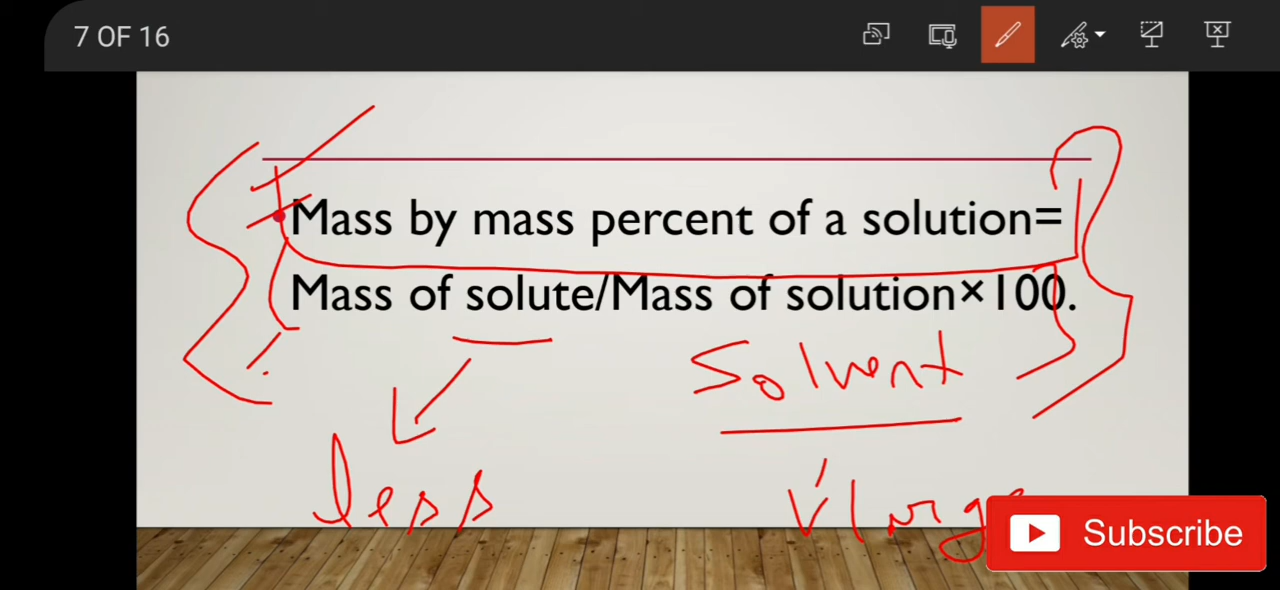 7 OF 16
Mass by mass percent of a solution=
Mass of solute/Mass of solution×100.
Solvent
less
Subscribe